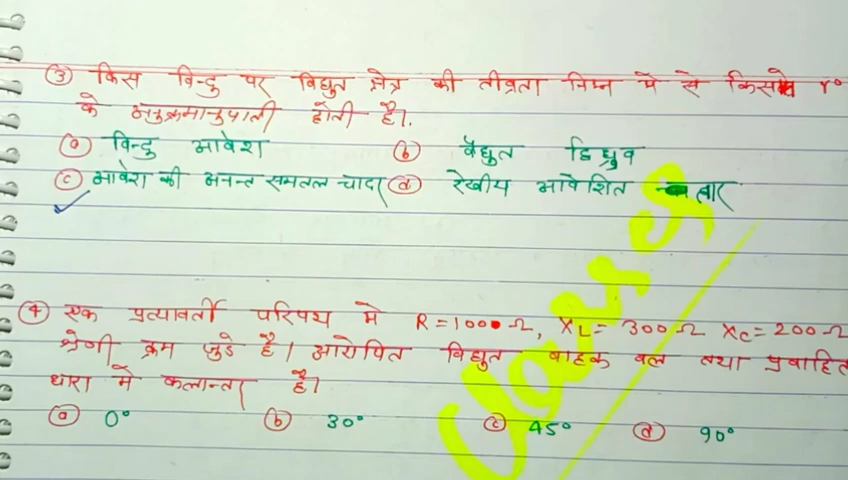 ③ किस विन्दु पर विद्युत क्षेत्र की तीव्रता निम्न मे से किसके r°
के अनुक्रमानुपाती होती है।
ⓐ विन्दु आवेश ⓑ वैद्युत द्विध्रुव
ⓒ आवेश की अनन्त समतल चादर ⓓ रेखीय आवेशित तार
④ एक प्रत्यावर्ती परिपथ मे R = 100 Ω, XL = 300 Ω XC = 200 Ω
श्रेणी क्रम जुडे है। आरोपित विद्युत वाहक वल तथा प्रवाहित
धारा मे कलान्तर है।
ⓐ 0° ⓑ 30° ⓒ 45° ⓓ 90°